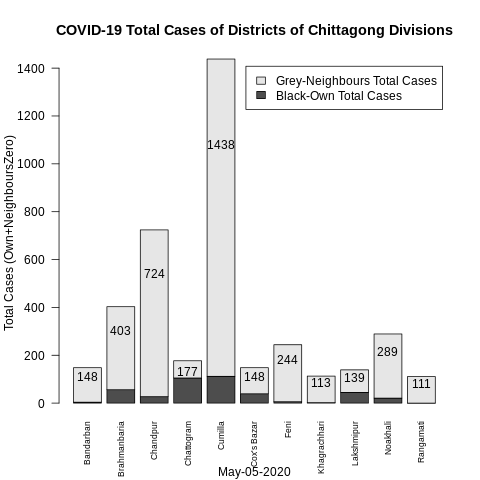 COVID-19 Total Cases of Districts of Chittagong Divisions
Grey-Neighbours Total Cases
Black-Own Total Cases
Total Cases (Own+NeighboursZero)
1400
1200
1000
800
600
400
200
0
148
403
724
177
1438
148
244
113
139
289
111
Bandarban
Brahmanbaria
Chandpur
Chattogram
Cumilla
Cox's Bazar
Feni
Khagrachhari
Lakshmipur
Noakhali
Rangamati
May-05-2020